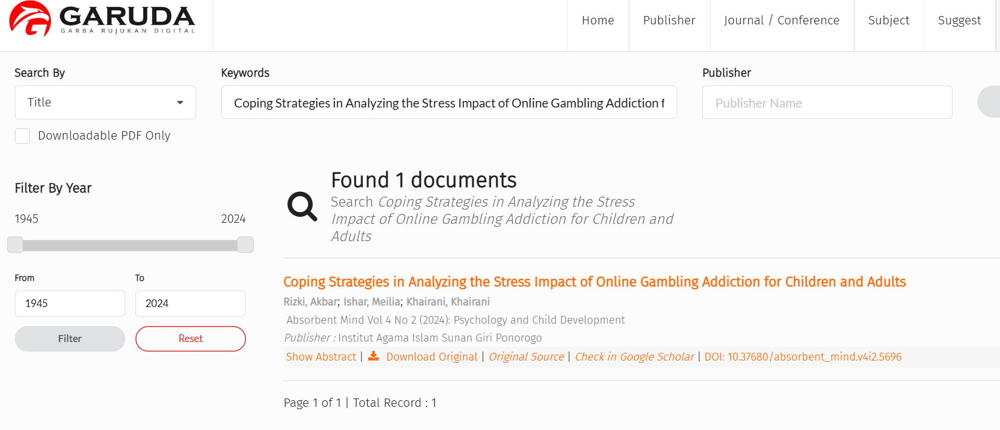 GARUDA
GARBA RUJUKAN DIGITAL
Home
Publisher
Journal / Conference
Subject
Suggest
Search By
Title
Downloadable PDF Only
Keywords
Coping Strategies in Analyzing the Stress Impact of Online Gambling Addiction f
Publisher
Publisher Name
Filter By Year
1945
2024
From
To
1945
2024
Filter
Reset
Found 1 documents
Search Coping Strategies in Analyzing the Stress
Impact of Online Gambling Addiction for Children and
Adults
Coping Strategies in Analyzing the Stress Impact of Online Gambling Addiction for Children and Adults
Rizki, Akbar; Ishar, Meilia; Khairani, Khairani
Absorbent Mind Vol 4 No 2 (2024): Psychology and Child Development
Publisher : Institut Agama Islam Sunan Giri Ponorogo
Show Abstract | Download Original | Original Source | Check in Google Scholar | DOI: 10.37680/absorbent_mind.v4i2.5696
Page 1 of 1 | Total Record : 1